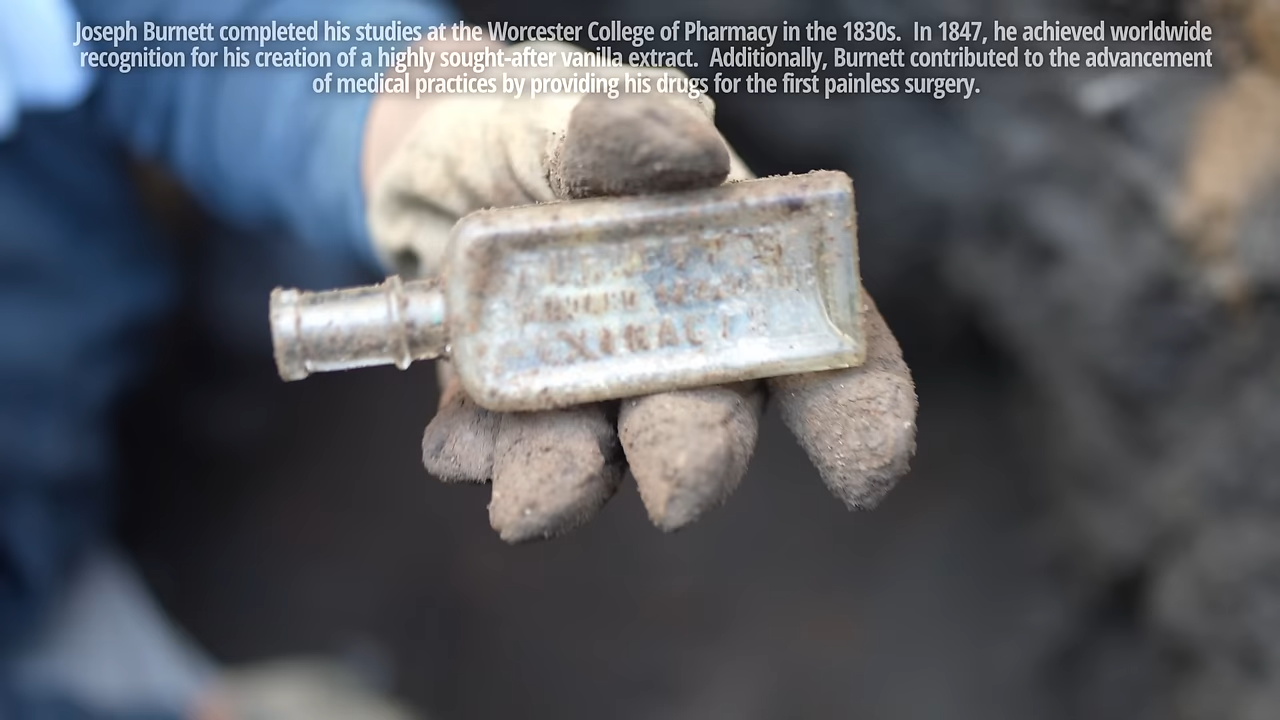 Joseph Burnett completed his studies at the Worcester College of Pharmacy in the 1830s. In 1847, he achieved worldwide
recognition for his creation of a highly sought-after vanilla extract. Additionally, Burnett contributed to the advancement
of medical practices by providing his drugs for the first painless surgery.
EXTRACT